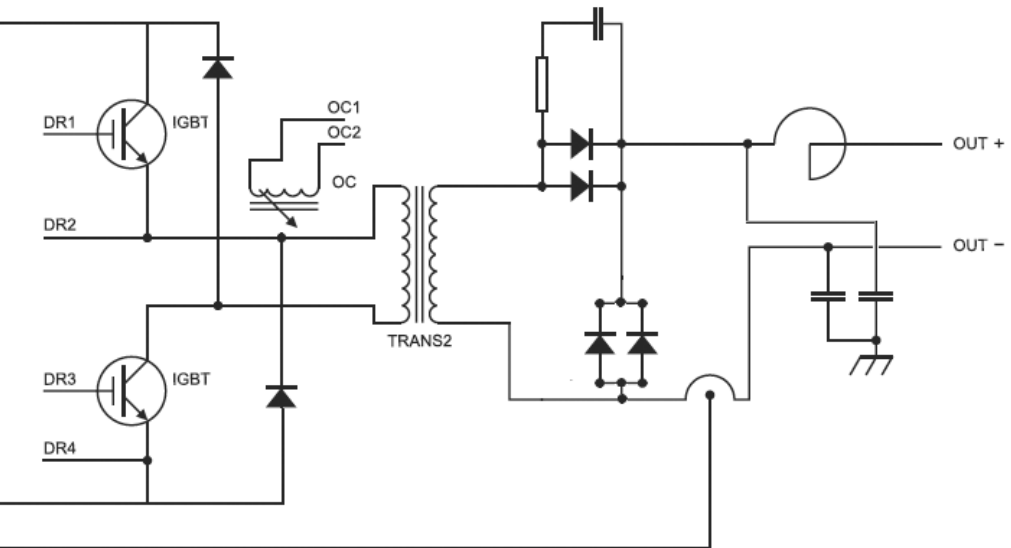 OC1
DR1
IGBT
OC2
OUT +
OC
DR2
OUT −
TRANS2
DR3
IGBT
DR4